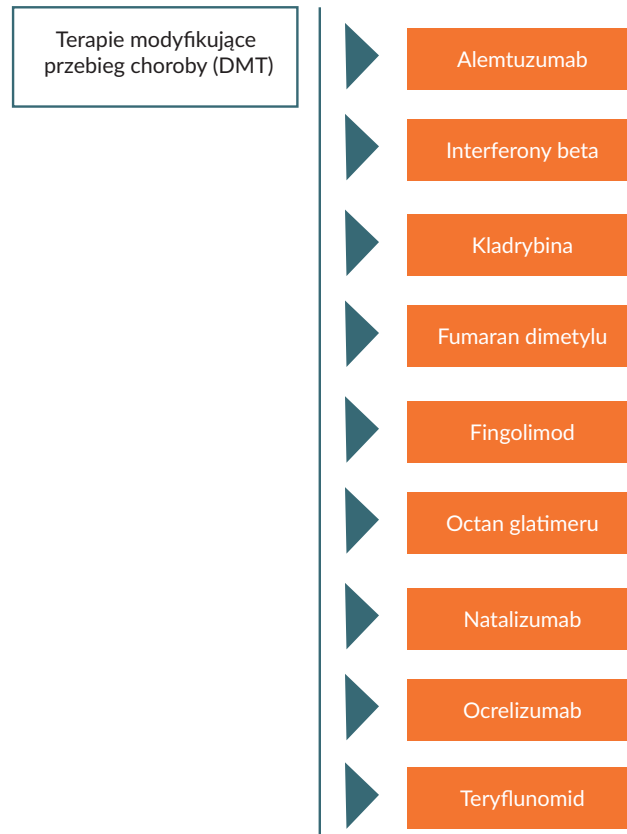 Terapie modyfikujące
przebieg choroby (DMT)
Alemtuzumab
Interferony beta
Kladrybina
Fumaran dimetylu
Fingolimod
Octan glatimeru
Natalizumab
Ocrelizumab
Teryflunomid